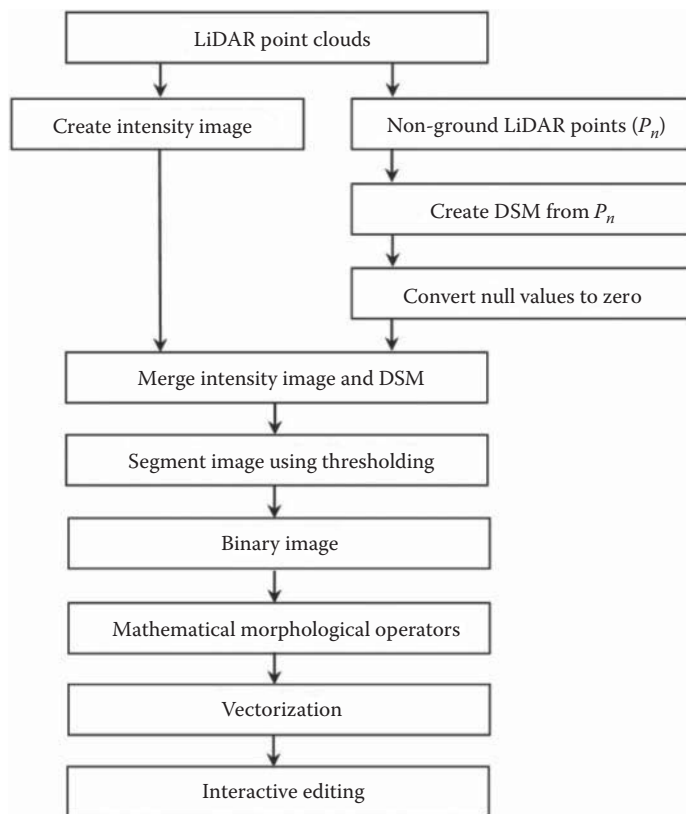 LiDAR point clouds
Create intensity image
Non-ground LiDAR points (Pn)
Create DSM from Pn
Convert null values to zero
Merge intensity image and DSM
Segment image using thresholding
Binary image
Mathematical morphological operators
Vectorization
Interactive editing